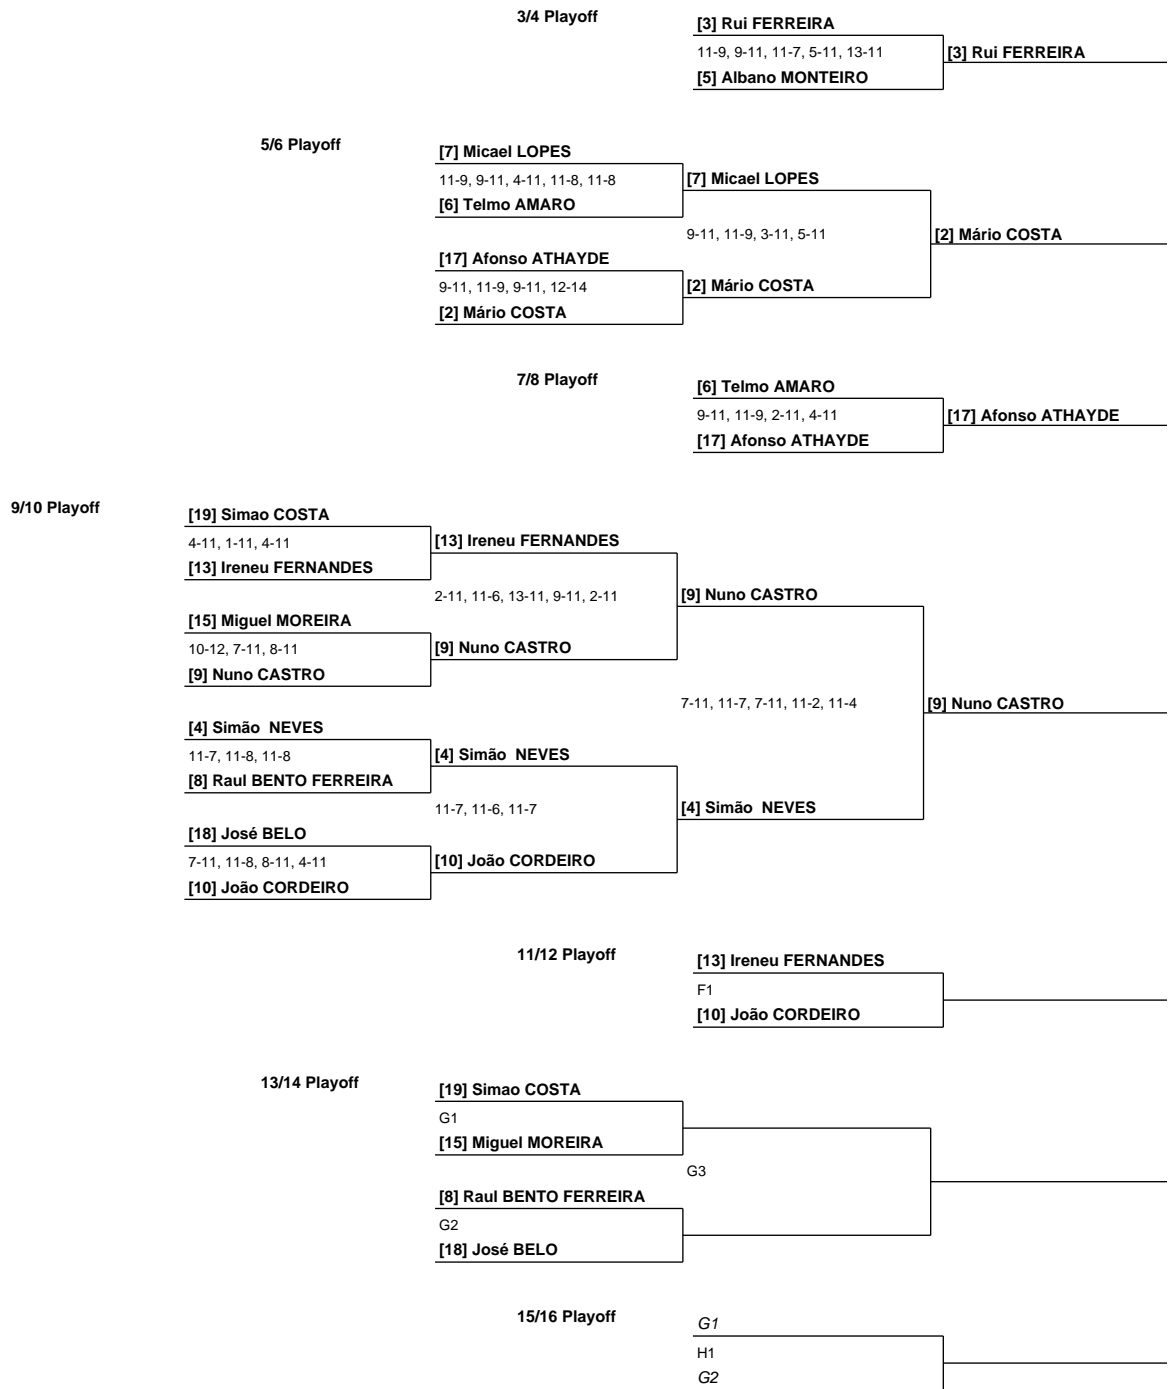 3/4 Playoff
[3] Rui FERREIRA
11-9, 9-11, 11-7, 5-11, 13-11
[3] Rui FERREIRA
[5] Albano MONTEIRO
5/6 Playoff
[7] Micael LOPES
11-9, 9-11, 4-11, 11-8, 11-8
[7] Micael LOPES
[6] Telmo AMARO
9-11, 11-9, 3-11, 5-11
[2] Mário COSTA
[17] Afonso ATHAYDE
9-11, 11-9, 9-11, 12-14
[2] Mário COSTA
[2] Mário COSTA
7/8 Playoff
[6] Telmo AMARO
9-11, 11-9, 2-11, 4-11
[17] Afonso ATHAYDE
[17] Afonso ATHAYDE
9/10 Playoff
[19] Simao COSTA
4-11, 1-11, 4-11
[13] Ireneu FERNANDES
[13] Ireneu FERNANDES
2-11, 11-6, 13-11, 9-11, 2-11
[9] Nuno CASTRO
[15] Miguel MOREIRA
10-12, 7-11, 8-11
[9] Nuno CASTRO
[9] Nuno CASTRO
7-11, 11-7, 7-11, 11-2, 11-4
[9] Nuno CASTRO
[4] Simão  NEVES
11-7, 11-8, 11-8
[4] Simão  NEVES
[8] Raul BENTO FERREIRA
11-7, 11-6, 11-7
[4] Simão  NEVES
[18] José BELO
7-11, 11-8, 8-11, 4-11
[10] João CORDEIRO
[10] João CORDEIRO
11/12 Playoff
[13] Ireneu FERNANDES
F1
[10] João CORDEIRO
13/14 Playoff
[19] Simao COSTA
G1
[15] Miguel MOREIRA
G3
[8] Raul BENTO FERREIRA
G2
[18] José BELO
15/16 Playoff
G1
H1
G2